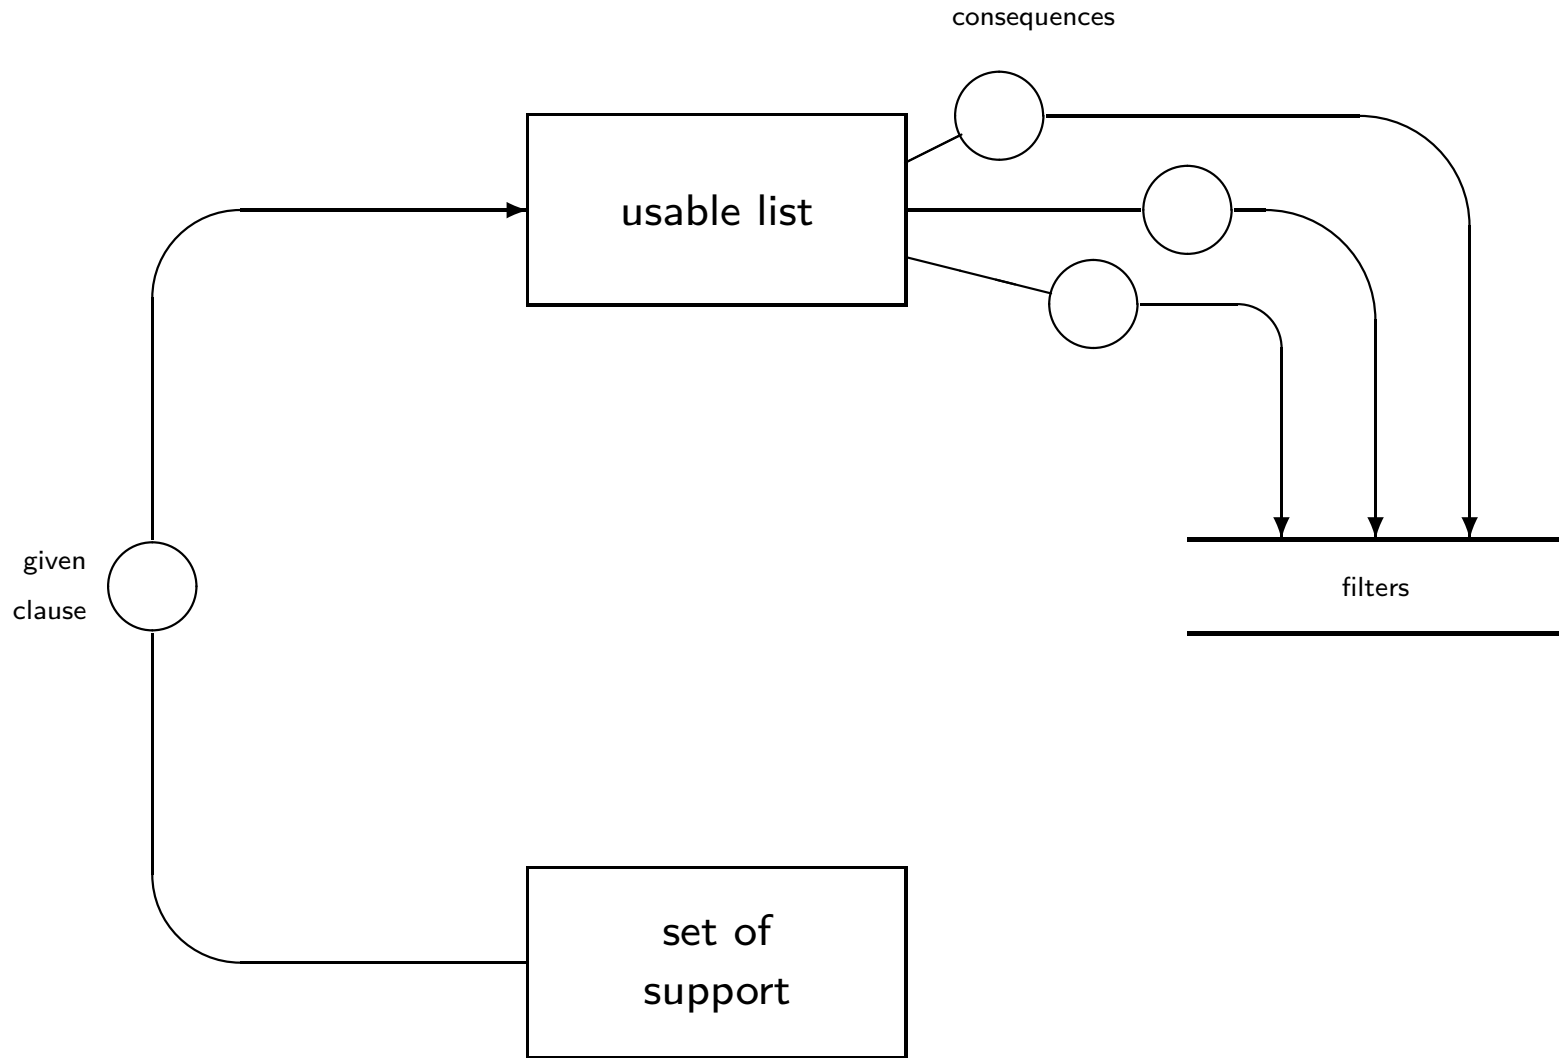 consequences
usable list
given
clause
filters
set of
support